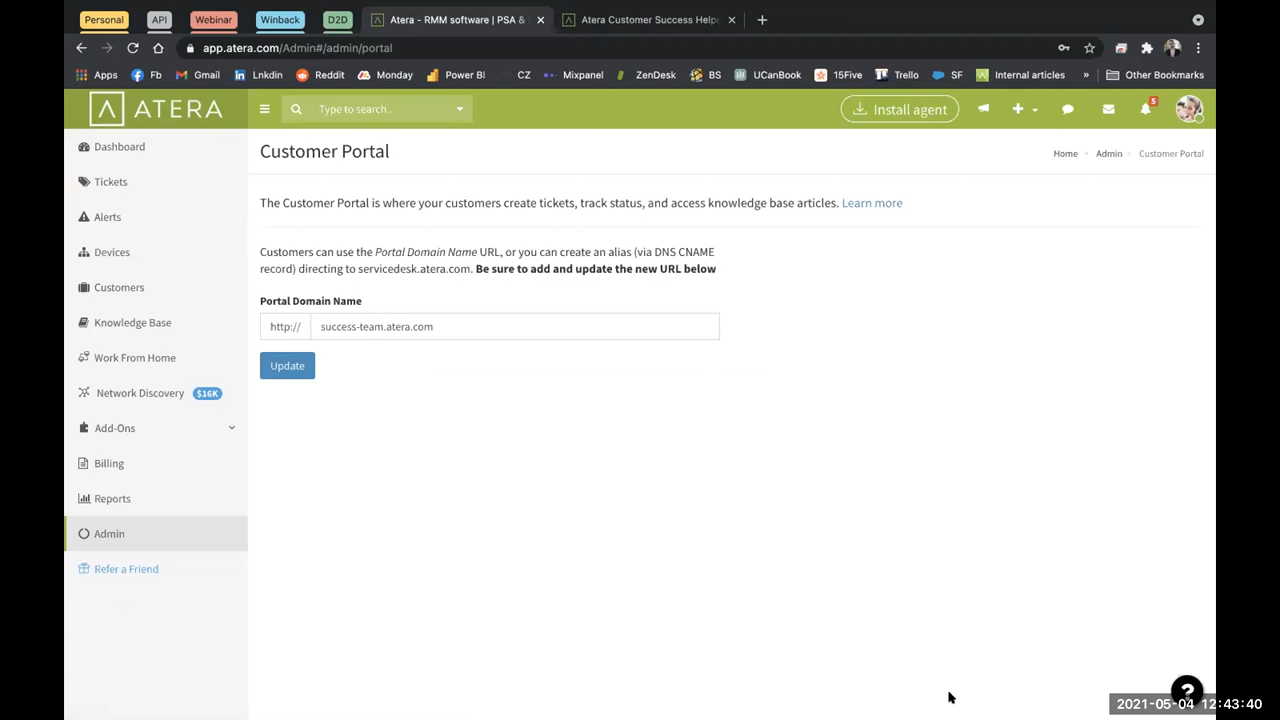 Personal
API
Webinar
Winback
D2D
Atera - RMM software | PSA &
Atera Customer Success Help
app.atera.com/Admin#/admin/portal
Apps
Fb
Gmail
Lnkdin
Reddit
Monday
Power BI
CZ
Mixpanel
ZenDesk
BS
UCarBook
15Five
Trello
SF
Internal articles
»
Other Bookmarks
ATERA
Type to search..
Install agent
5
Dashboard
Tickets
Alerts
Devices
Customers
Knowledge Base
Work From Home
Network Discovery $16K
Add-Ons
Billing
Reports
Admin
Refer a Friend
Customer Portal
Home
Admin
Customer Portal
The Customer Portal is where your customers create tickets, track status, and access knowledge base articles. Learn more
Customers can use the Portal Domain Name URL, or you can create an alias (via DNS CNAME
record) directing to servicedesk.atera.com. Be sure to add and update the new URL below
Portal Domain Name
http:// success-team.atera.com
Update
?
2021-05-04 12:43:40